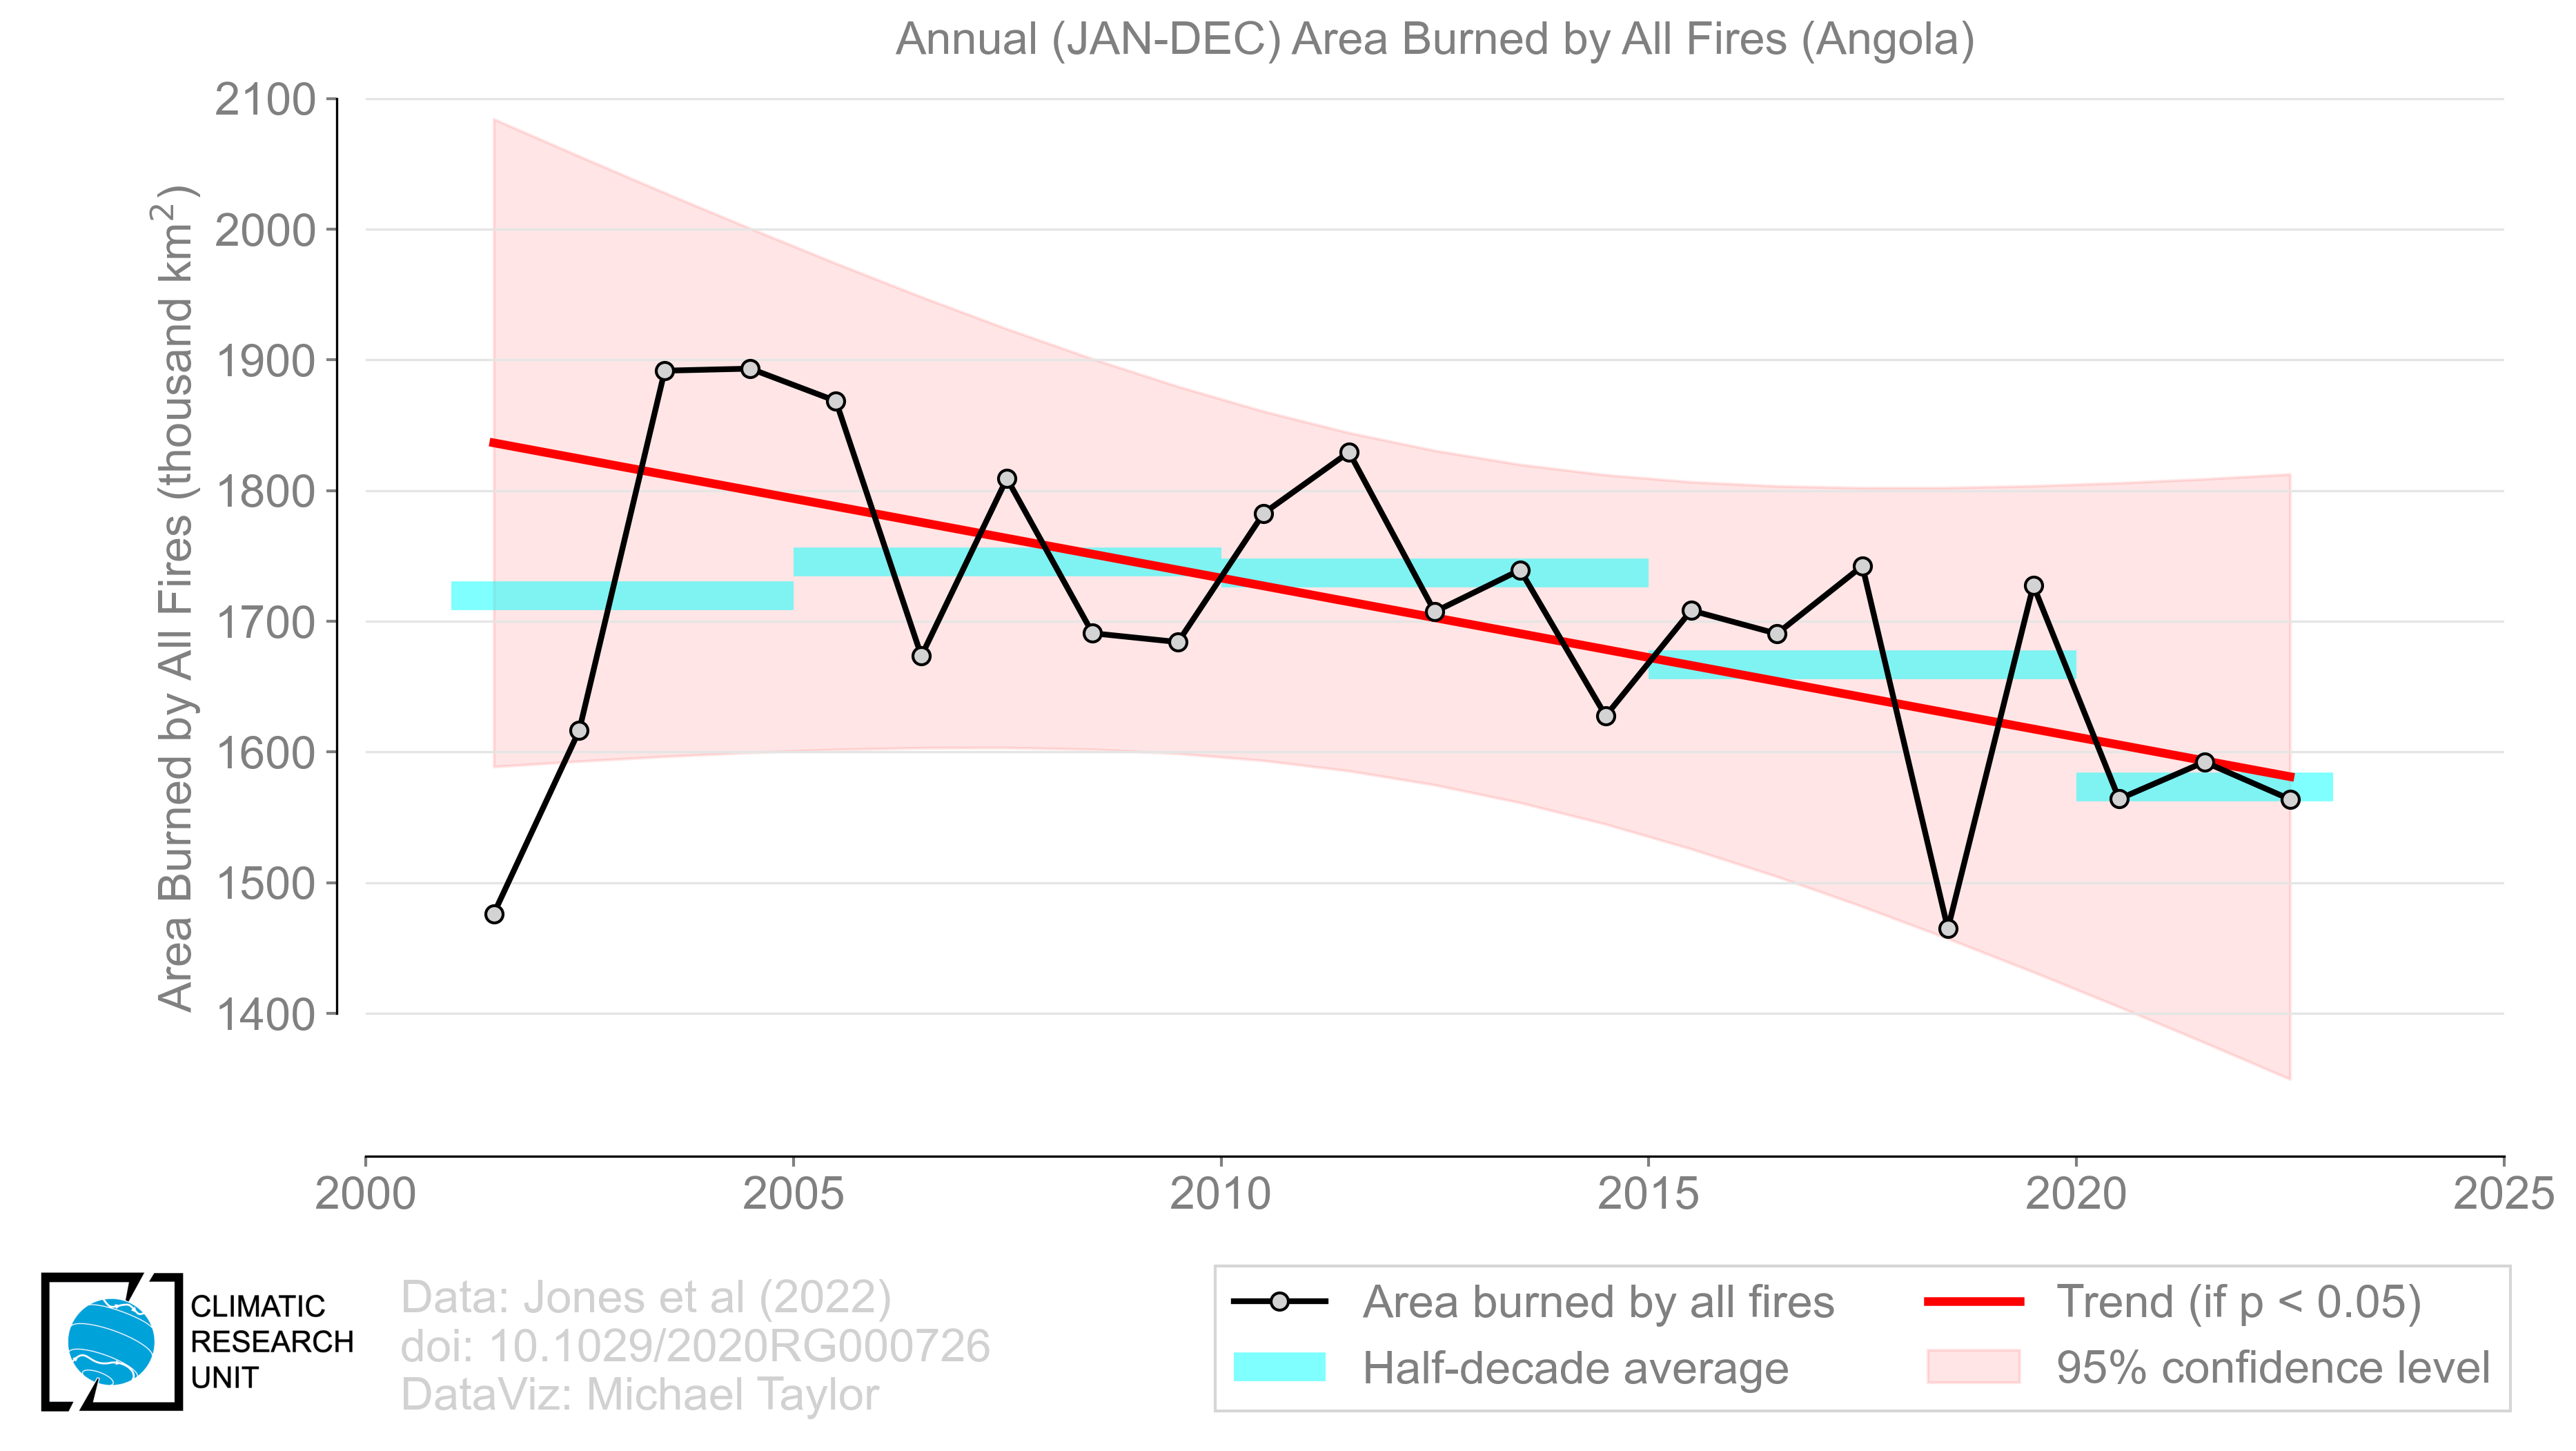 Annual (JAN-DEC) Area Burned by All Fires (Angola)
Area Burned by All Fires (thousand km²)
2100
2000
1900
1800
1700
1600
1500
1400
2000 2005 2010 2015 2020 2025
CLIMATIC
RESEARCH
UNIT
Data: Jones et al (2022)
doi: 10.1029/2020RG000726
DataViz: Michael Taylor
Area burned by all fires
Half-decade average
Trend (if p < 0.05)
95% confidence level